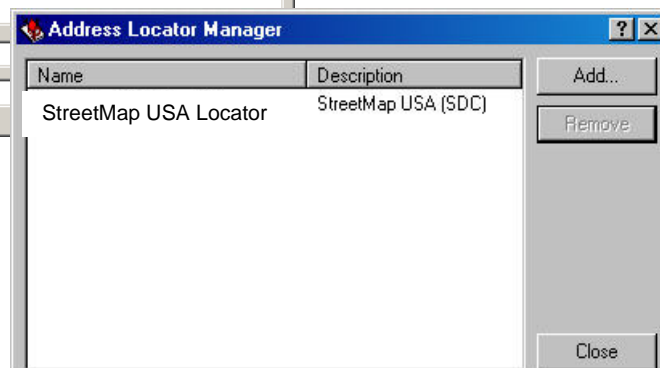 Address Locator Manager ? X
Name Description Add...
StreetMap USA Locator StreetMap USA (SDC)
Remove
Close